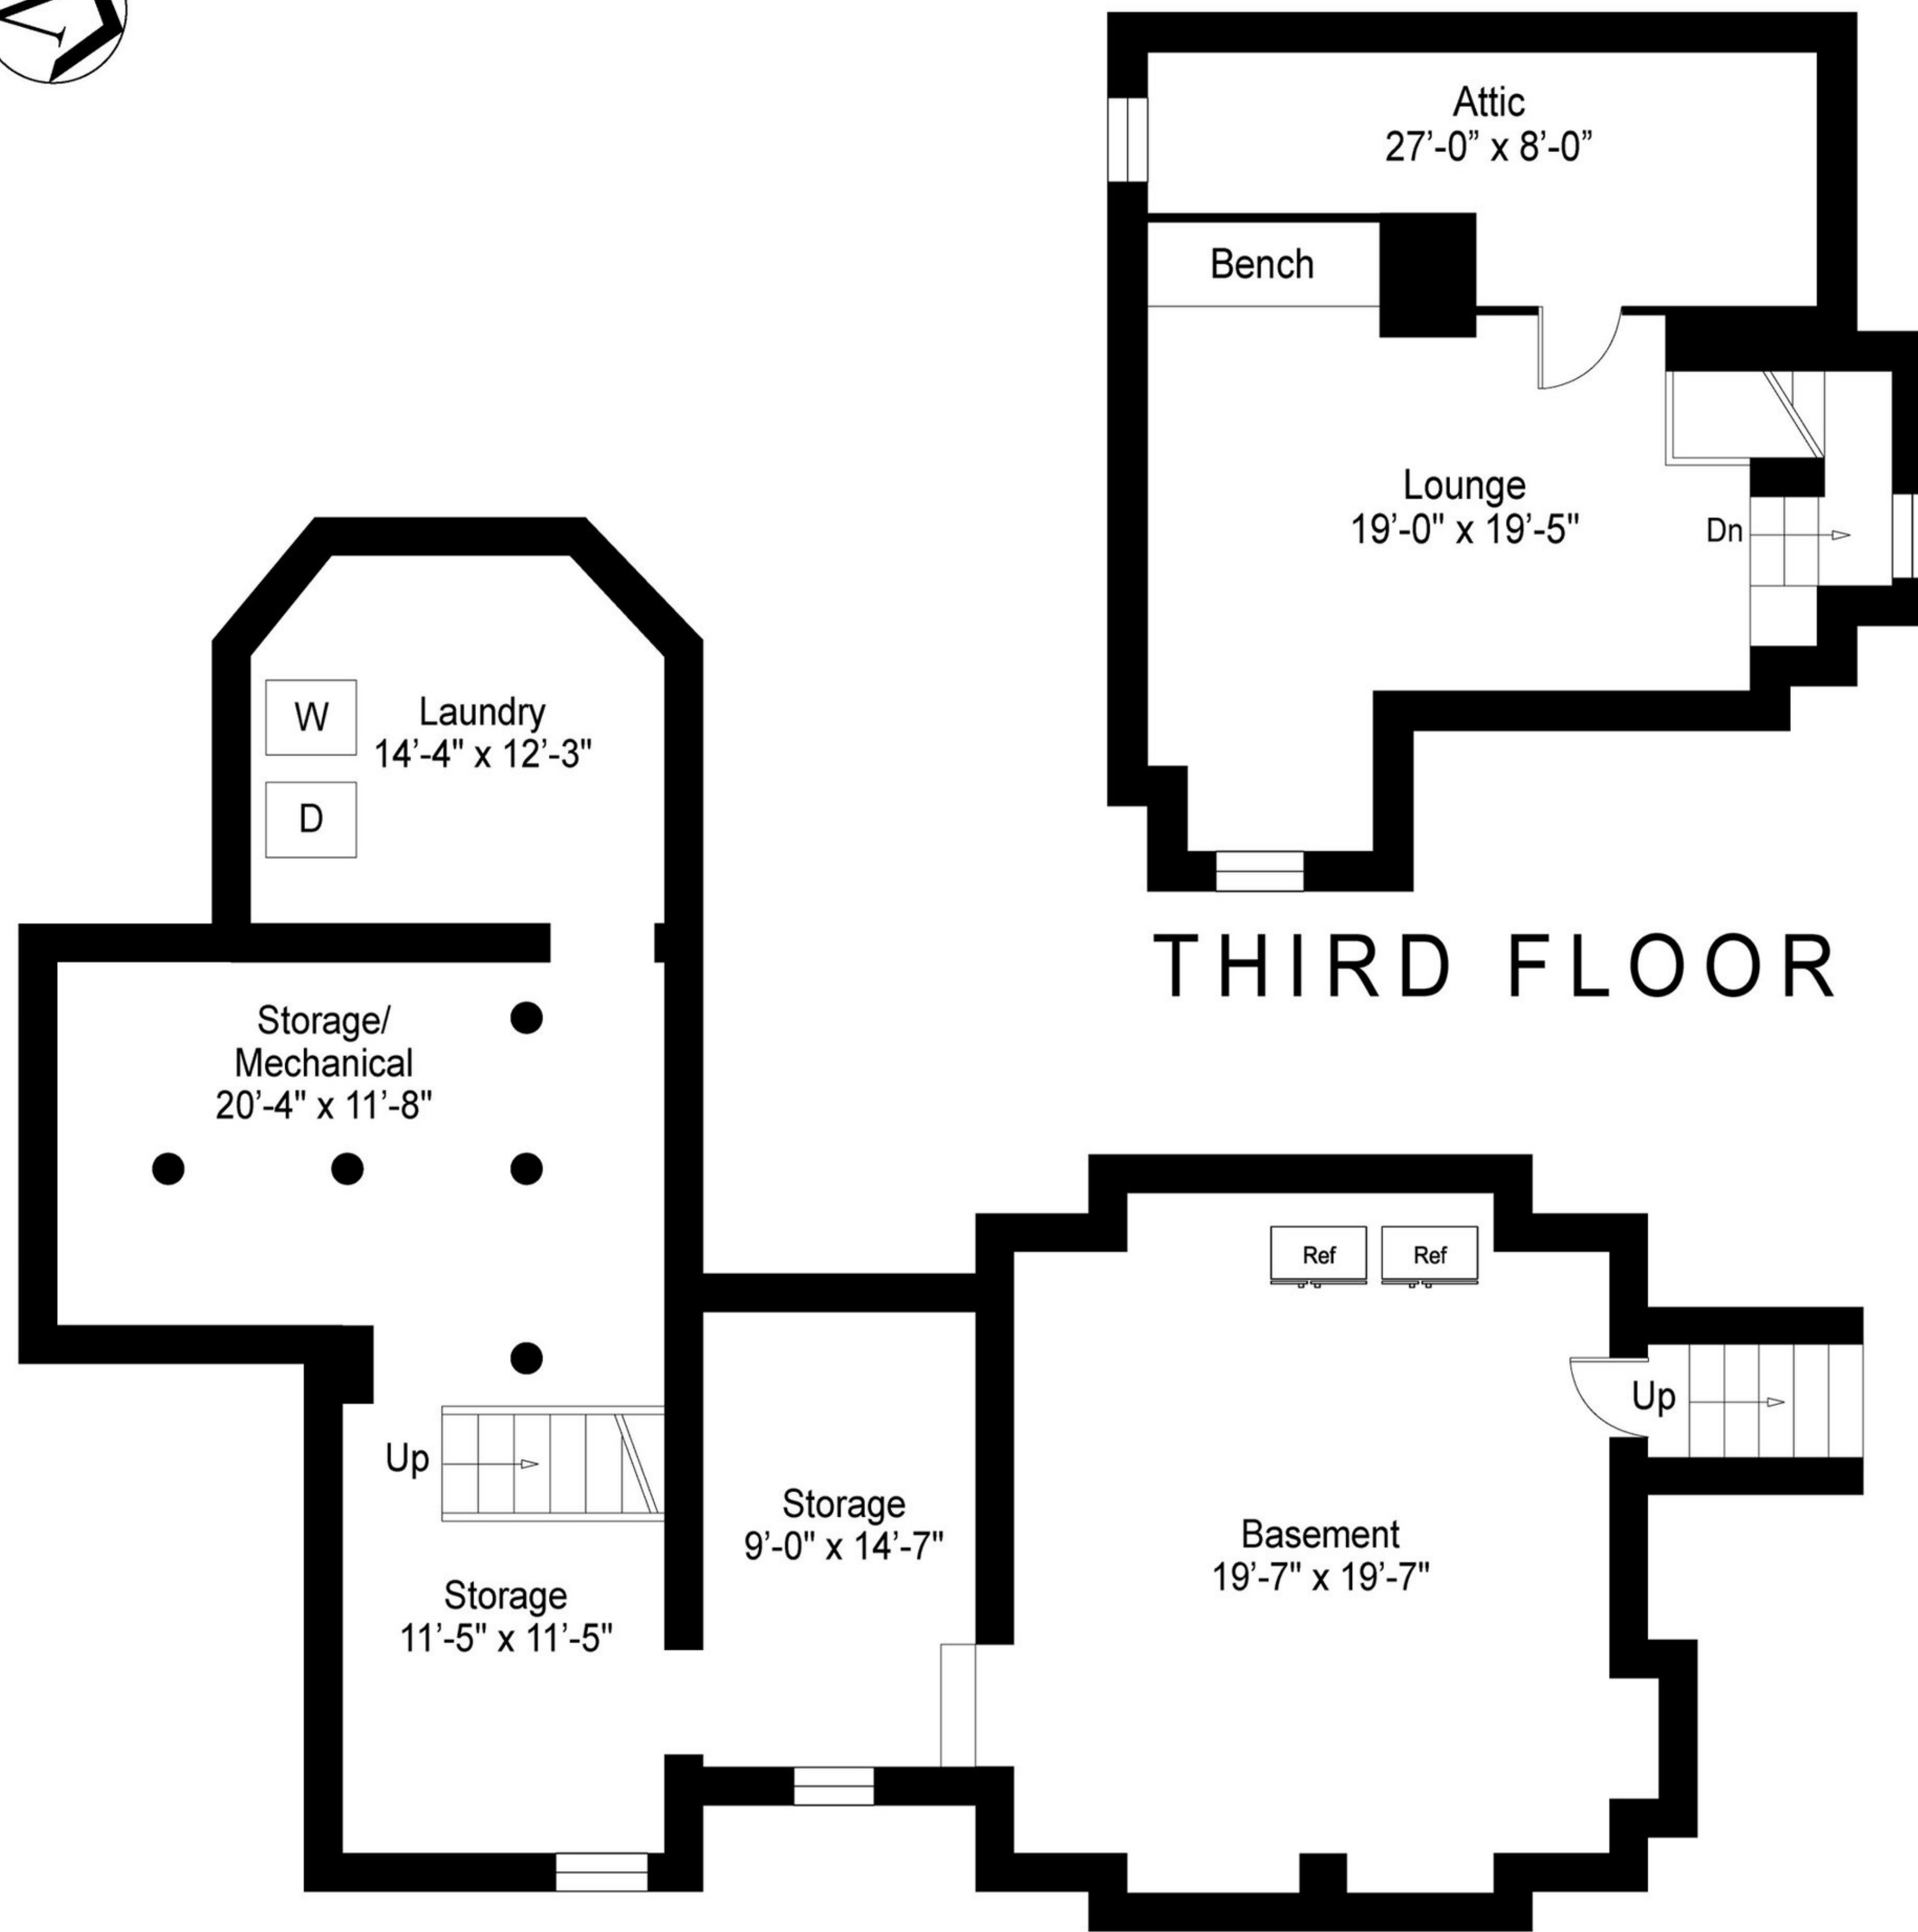 N
Attic
27’-0” x 8’-0”
Bench
Lounge
19’-0" x 19’-5"
Dn
THIRD FLOOR
W
Laundry
14’-4" x 12’-3"
D
Storage/
Mechanical
20’-4" x 11’-8"
Up
Storage
11’-5" x 11’-5"
Storage
9’-0" x 14’-7"
Ref
Ref
Up
Basement
19’-7" x 19’-7"